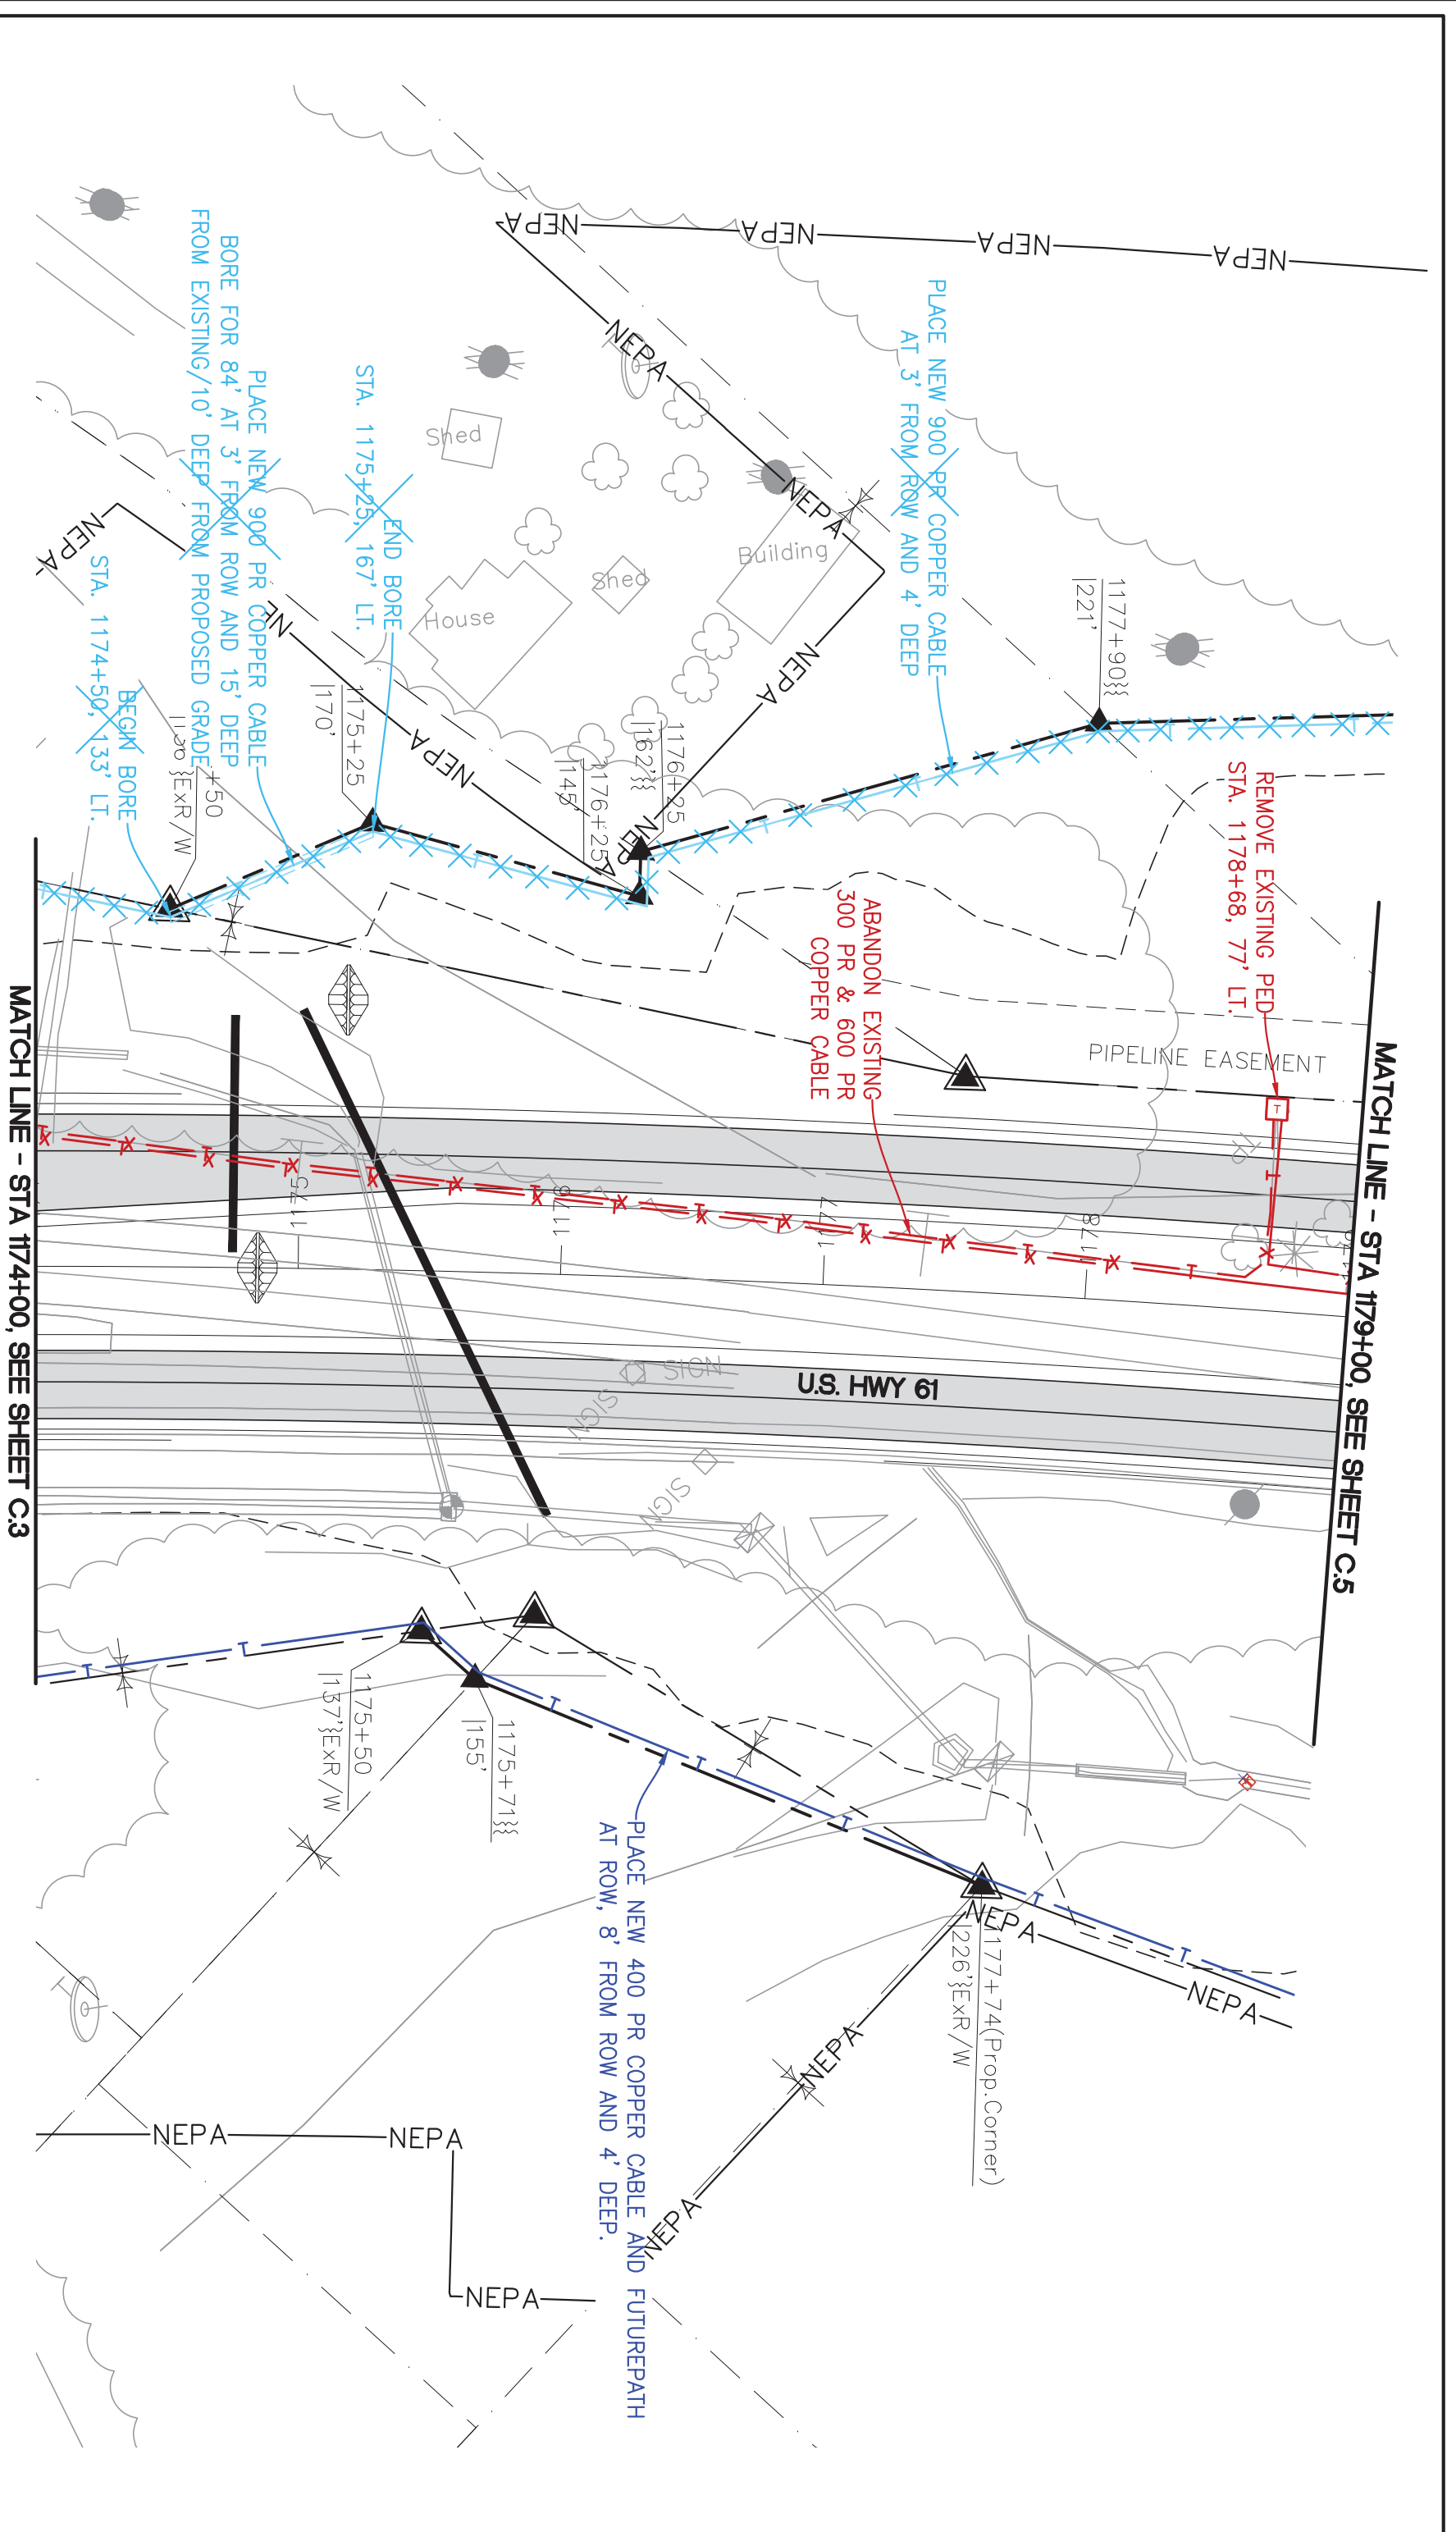 NEPA
NEPA
NEPA
NEPA
NEPA
NEPA
NEPA
NEPA
NEPA
PLACE NEW 900 PR COPPER CABLE
AT 3' FROM ROW AND 4' DEEP
1177+90
221'
Shed
Shed
Building
House
STA. 1175+25, 167' LT.
END BORE
PLACE NEW 900 PR COPPER CABLE
BORE FOR 84' AT 3' FROM ROW AND 15' DEEP
FROM EXISTING/10' DEEP FROM PROPOSED GRADE
BEGIN BORE
STA. 1174+50, 133' LT.
+50
ExR/W
1175+25
170'
1176+25
162'
1176+25
145'
REMOVE EXISTING PED
STA. 1178+68, 77' LT.
ABANDON EXISTING
300 PR & 600 PR
COPPER CABLE
PIPELINE EASEMENT
T
MATCH LINE - STA 1179+00, SEE SHEET C.5
MATCH LINE - STA 1174+00, SEE SHEET C.3
1175
1176
1177
1178
SIGN
SIGN
U.S. HWY 61
1175+50
137' ExR/W
1175+71
155'
1177+74(Prop.Corner)
226' ExR/W
PLACE NEW 400 PR COPPER CABLE AND FUTUREPATH
AT ROW, 8' FROM ROW AND 4' DEEP.
NEPA
NEPA
NEPA
NEPA
NEPA
NEPA
NEPA